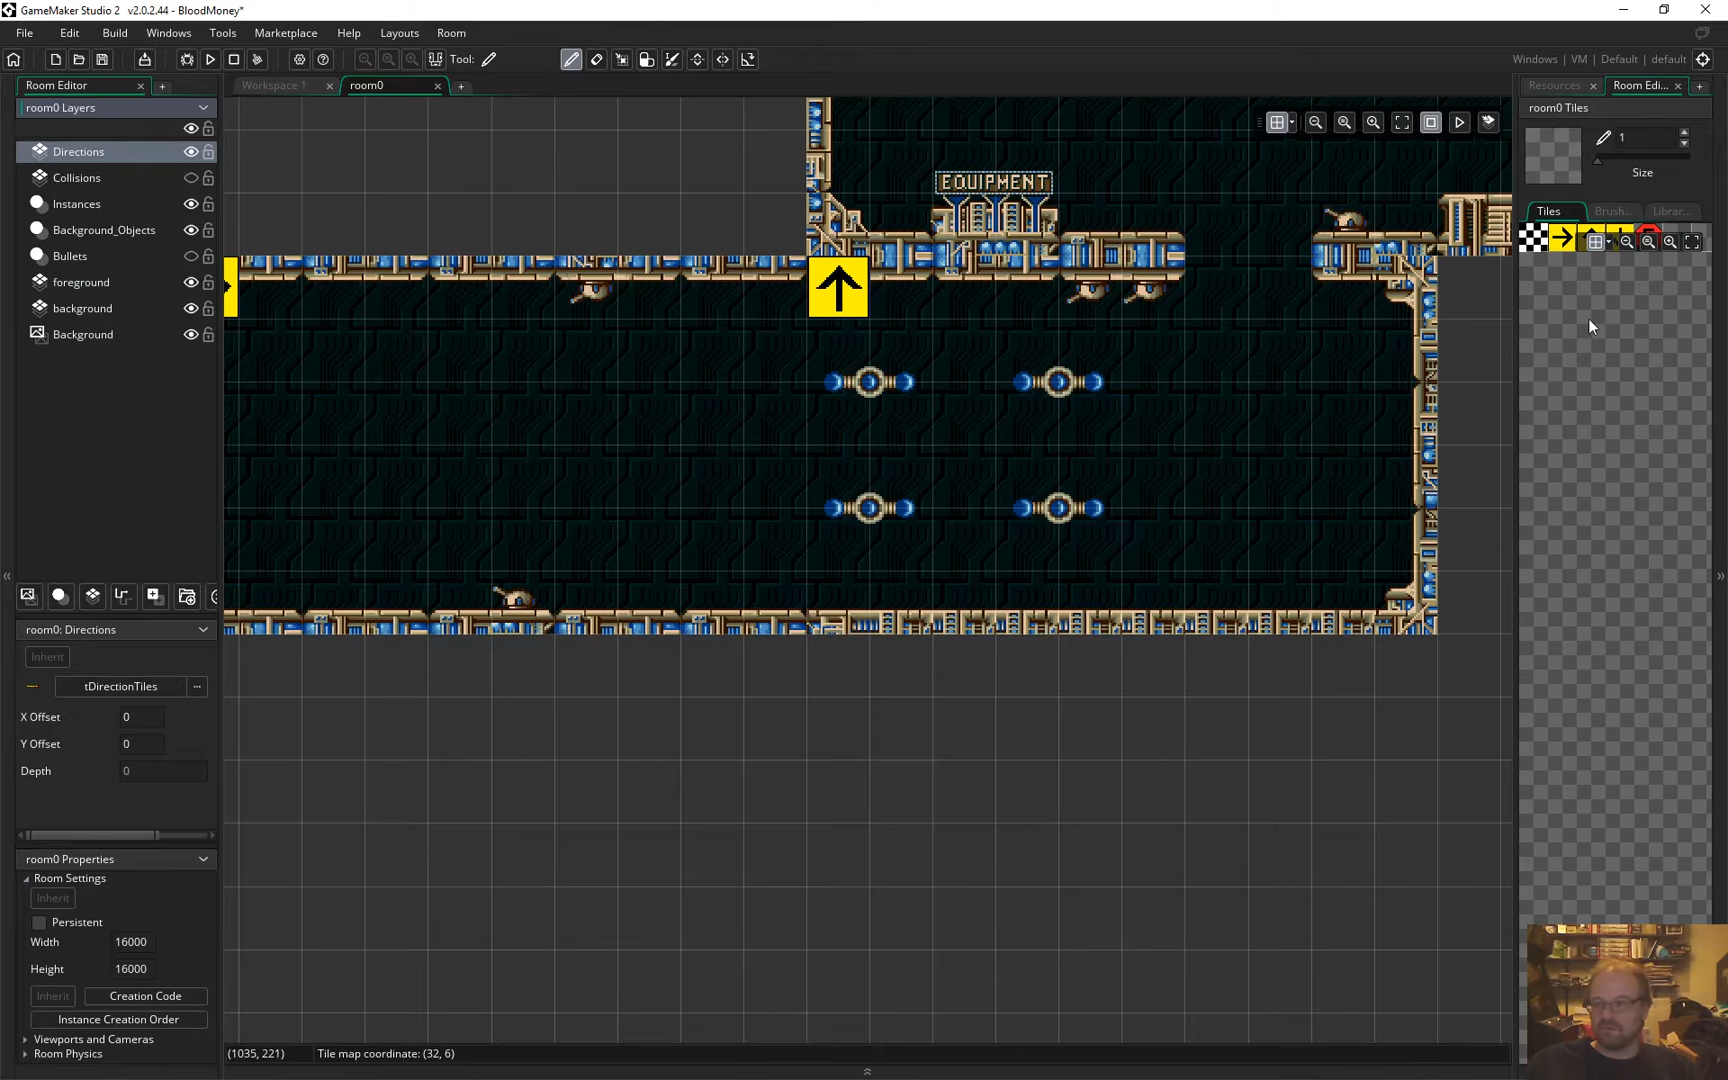 GameMaker Studio 2 v2.0.2.44 - BloodMoney*
File Edit Build Windows Tools Marketplace Help Layouts Room
Tool:
Windows | VM | Default | default
Room Editor
Workspace 1
room0
Resources
Room Edi...
room0 Layers
room0 Tiles
Directions
1
Collisions
Size
Instances
EQUIPMENT
Tiles
Brush...
Librar...
Background_Objects
Bullets
foreground
background
Background
room0: Directions
Inherit
tDirectionTiles
X Offset 0
Y Offset 0
Depth 0
room0 Properties
Room Settings
Inherit
Persistent
Width 16000
Height 16000
Inherit
Creation Code
Instance Creation Order
Viewports and Cameras
Room Physics
(1035, 221) Tile map coordinate: (32, 6)